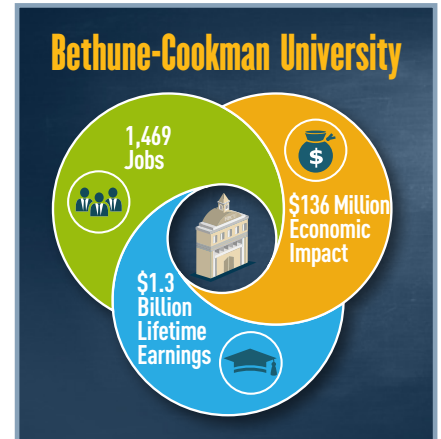 Bethune-Cookman University
1,469
Jobs
$
$136 Million
Economic
Impact
$1.3
Billion
Lifetime
Earnings